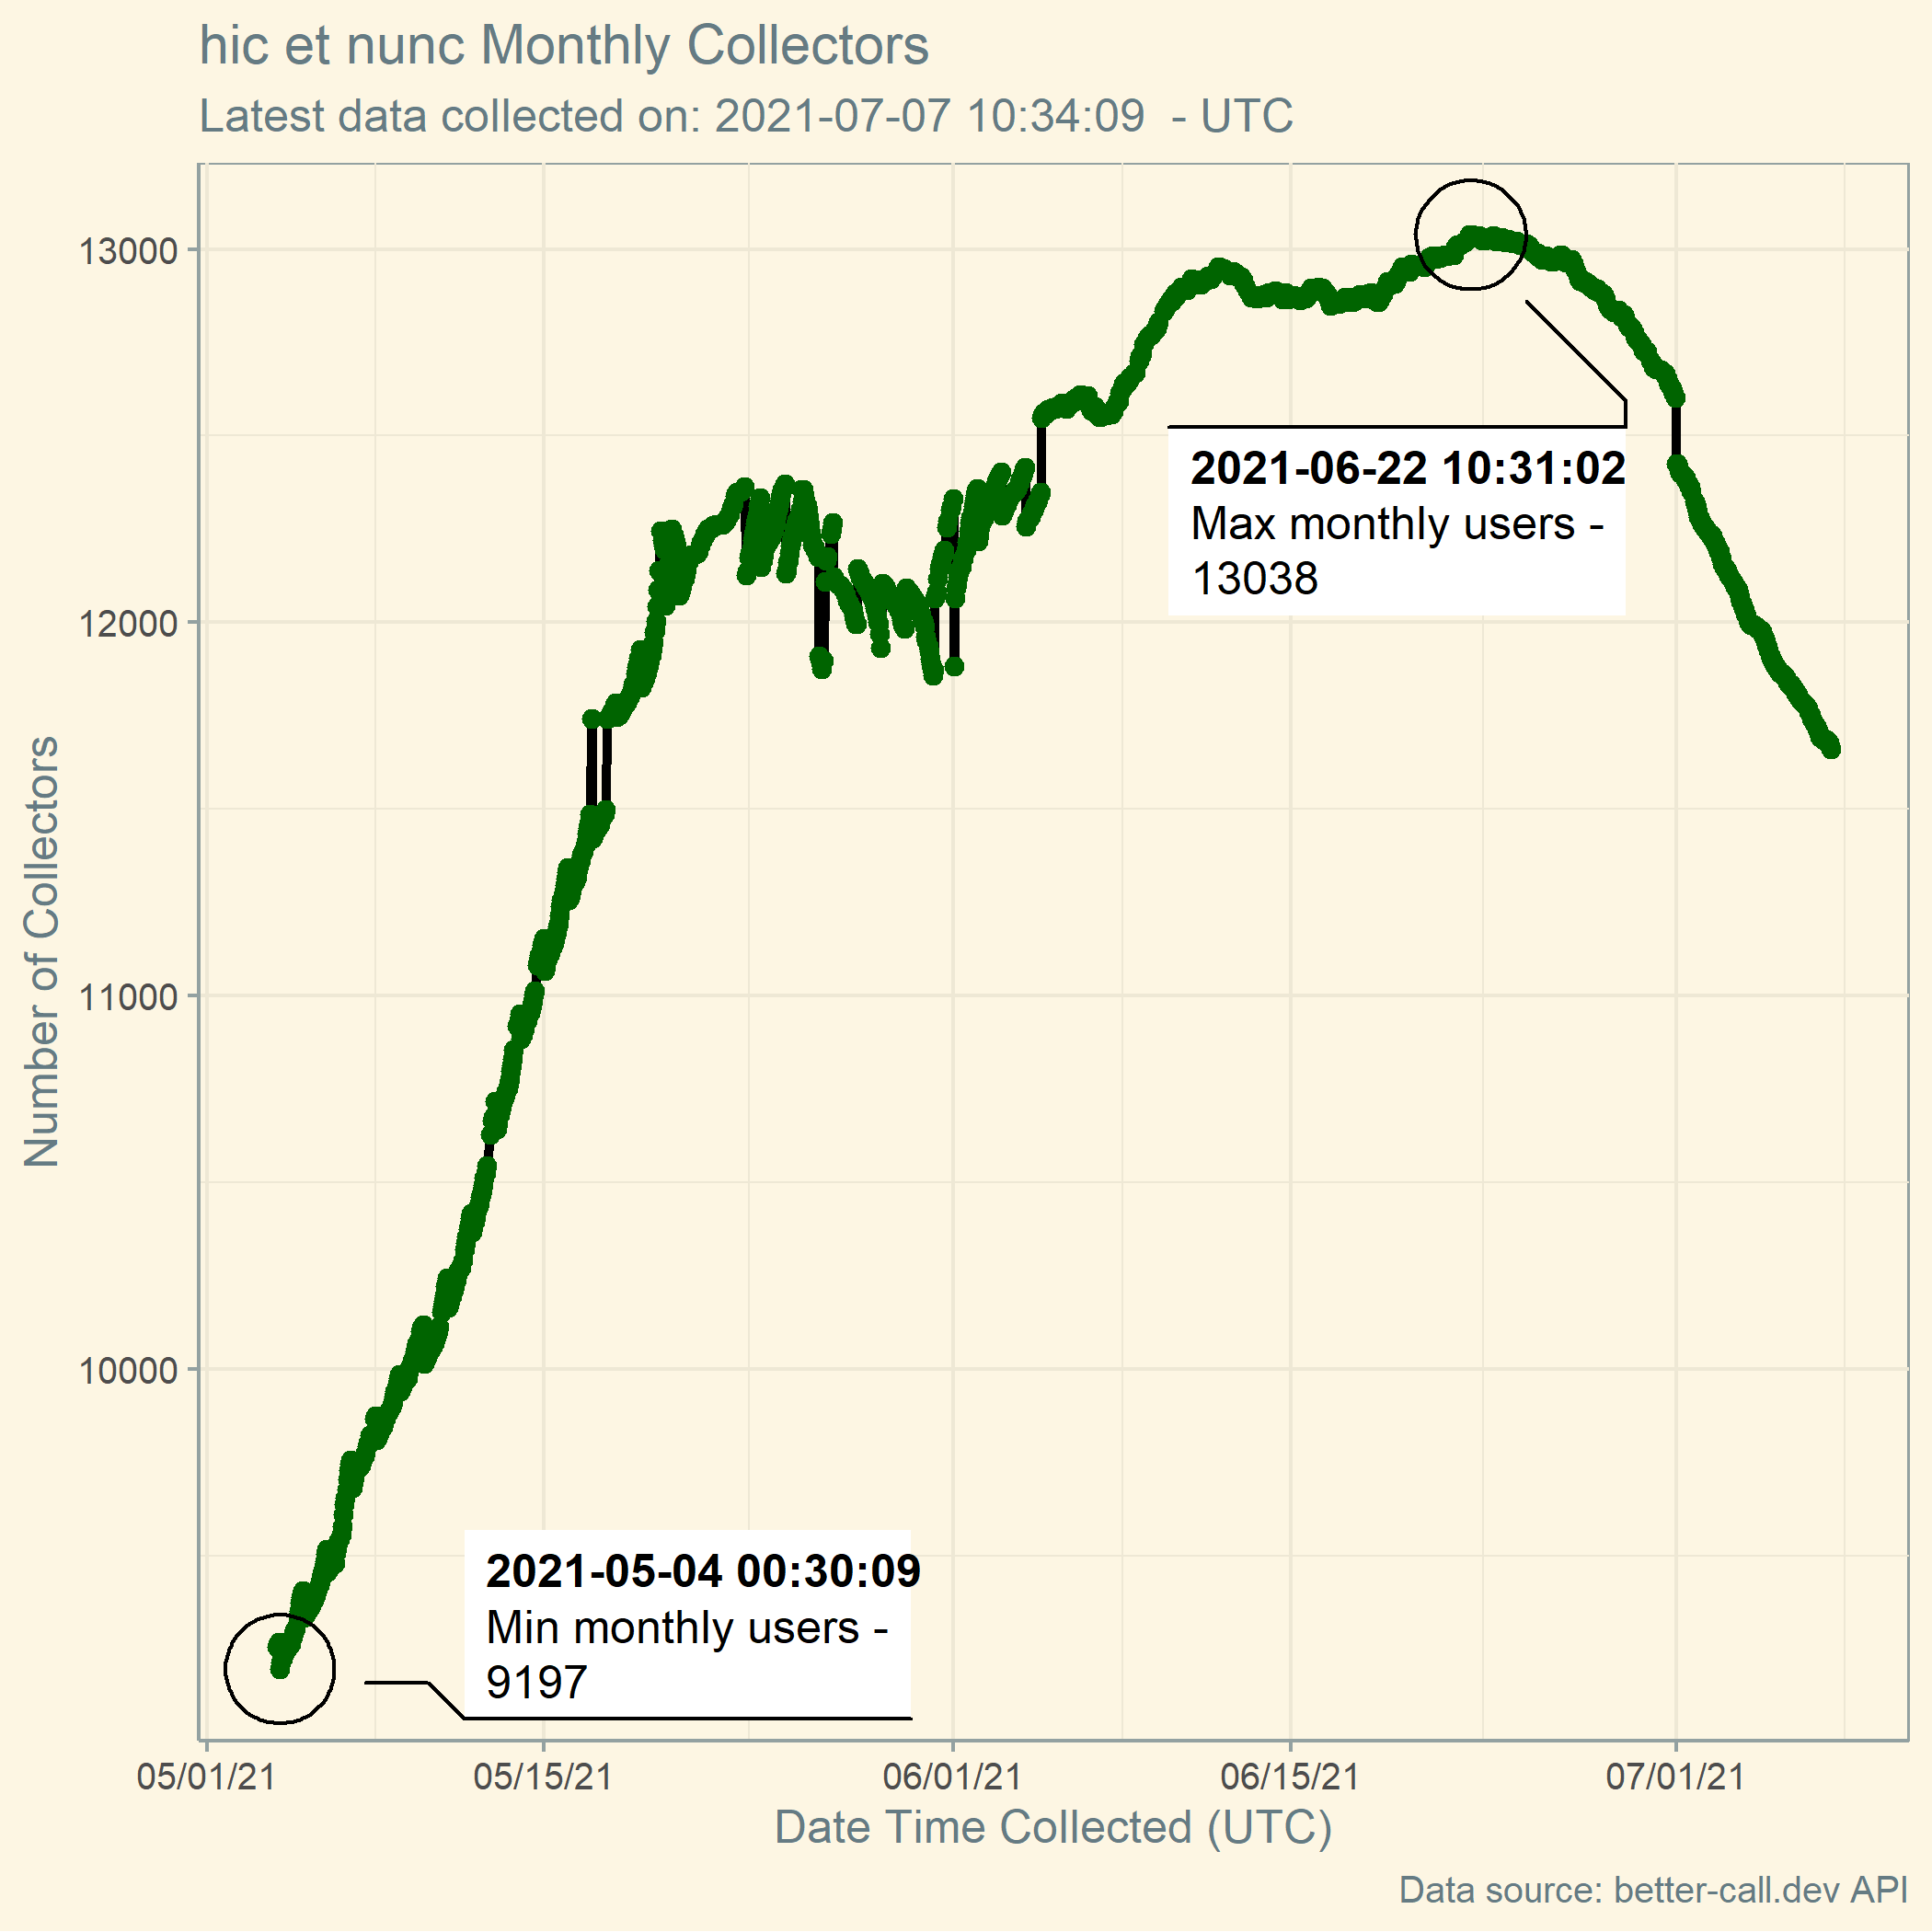 hic et nunc Monthly Collectors
Latest data collected on: 2021-07-07 10:34:09  - UTC
Number of Collectors
13000
12000
11000
10000
2021-06-22 10:31:02
Max monthly users -
13038
2021-05-04 00:30:09
Min monthly users -
9197
05/01/21
05/15/21
06/01/21
06/15/21
07/01/21
Date Time Collected (UTC)
Data source: better-call.dev API